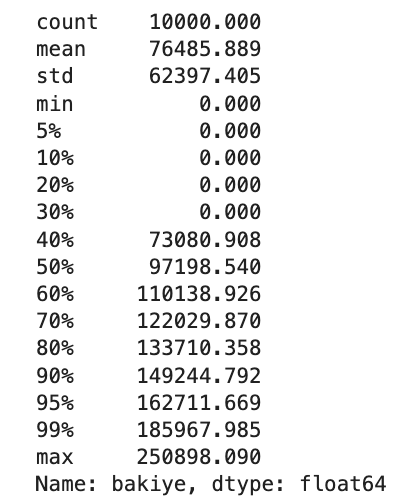 count 10000.000
mean 76485.889
std 62397.405
min 0.000
5% 0.000
10% 0.000
20% 0.000
30% 0.000
40% 73080.908
50% 97198.540
60% 110138.926
70% 122029.870
80% 133710.358
90% 149244.792
95% 162711.669
99% 185967.985
max 250898.090
Name: bakiye, dtype: float64